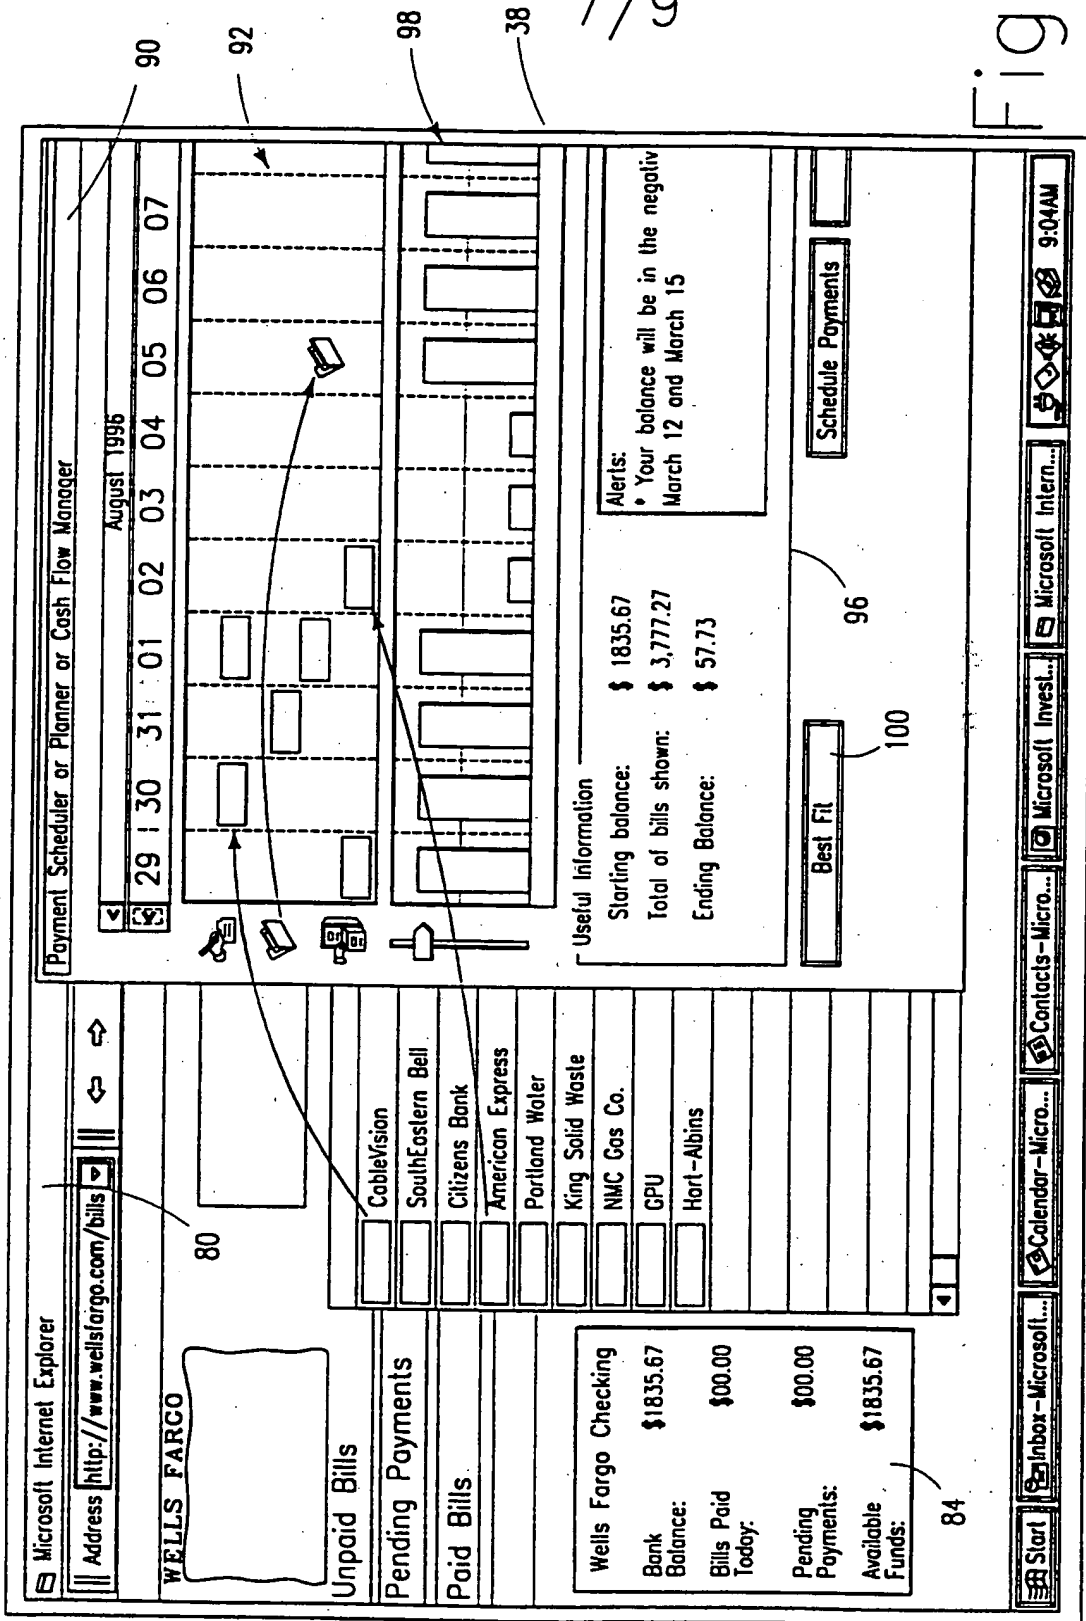 7/9
Fig
Microsoft Internet Explorer
Address http://www.wellsfargo.com/bills
WELLS FARGO
Unpaid Bills
Pending Payments
Paid Bills
CableVision
SouthEastern Bell
Citizens Bank
American Express
Portland Water
King Solid Waste
NMC Gas Co.
GPU
Hart-Albins
Wells Fargo Checking
Bank Balance: $1835.67
Bills Paid Today: $00.00
Pending Payments: $00.00
Available Funds: $1835.67
Payment Scheduler or Planner or Cash Flow Manager
August 1996
29 30 31 01 02 03 04 05 06 07
Useful Information
Starting balance: $ 1835.67
Total of bills shown: $ 3,777.27
Ending Balance: $ 57.73
Alerts:
* Your balance will be in the negativ
March 12 and March 15
Best Fit
Schedule Payments
Start
Inbox-Microsoft...
Calendar-Micro...
Contacts-Micro...
Microsoft Invest..
Microsoft Intern...
9:04AM
80
84
90
92
98
38
96
100